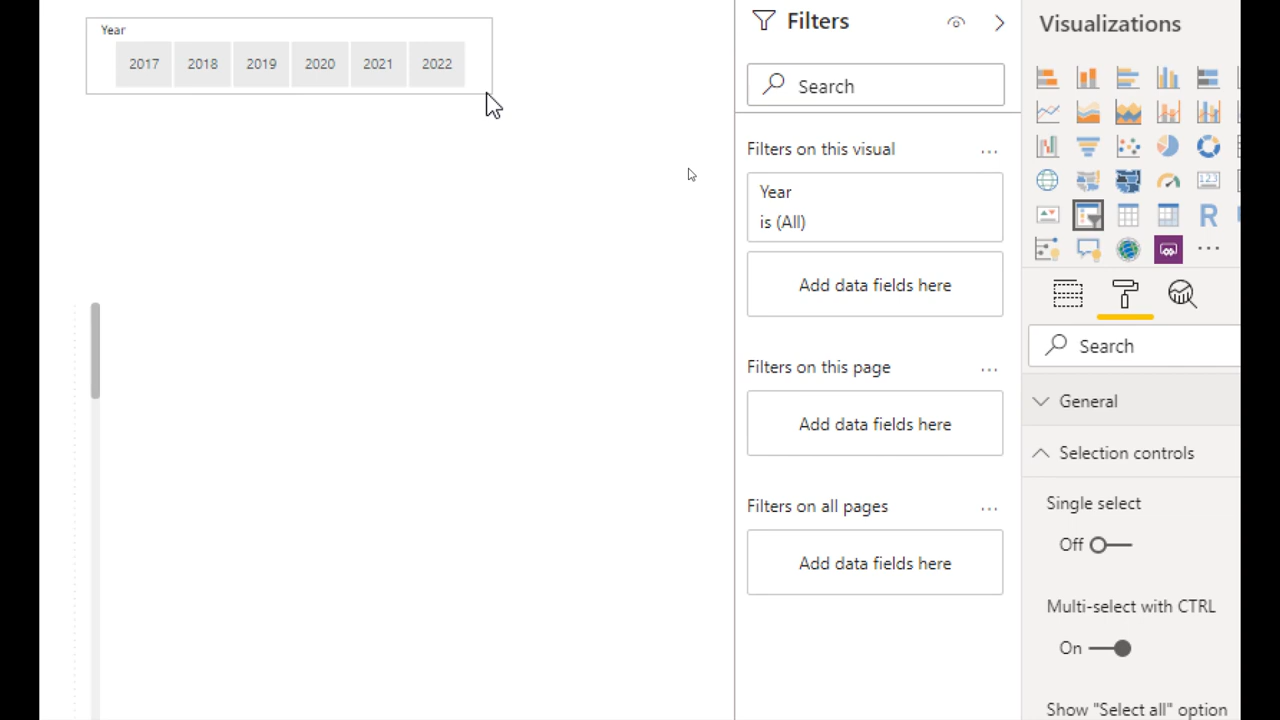 Year
2017 2018 2019 2020 2021 2022
Filters
Search
Filters on this visual
...
Year
is (All)
Add data fields here
Filters on this page
...
Add data fields here
Filters on all pages
...
Add data fields here
Visualizations
123
R
...
Search
General
Selection controls
Single select
Off
Multi-select with CTRL
On
Show "Select all" option